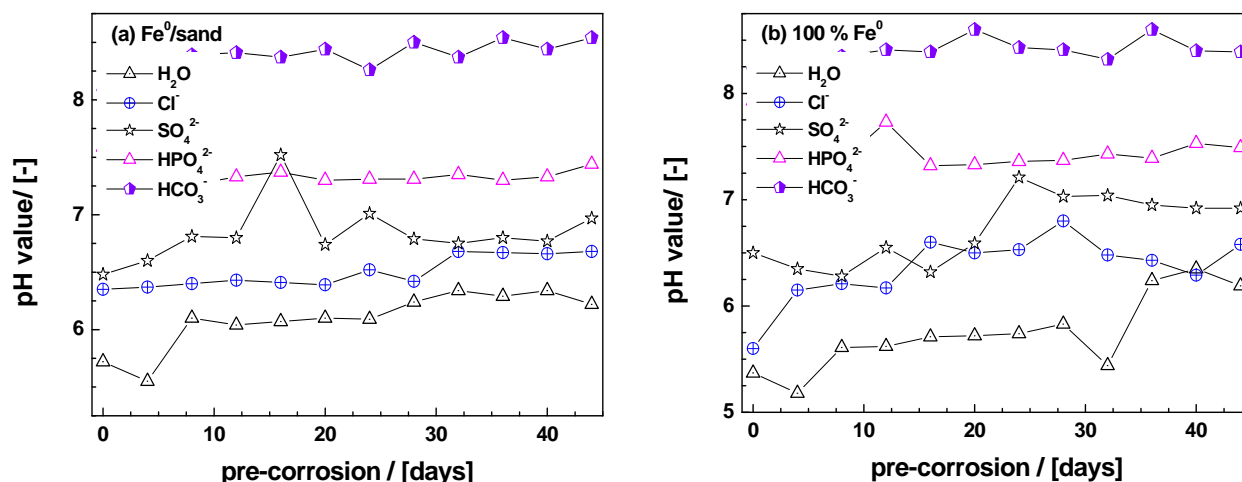 (a) Fe⁰/sand
H₂O
Cl⁻
SO₄²⁻
HPO₄²⁻
HCO₃⁻
8
7
6
pH value/ [-]
0 10 20 30 40
pre-corrosion / [days]
(b) 100 % Fe⁰
H₂O
Cl⁻
SO₄²⁻
HPO₄²⁻
HCO₃⁻
8
7
6
5
pH value/ [-]
0 10 20 30 40
pre-corrosion / [days]